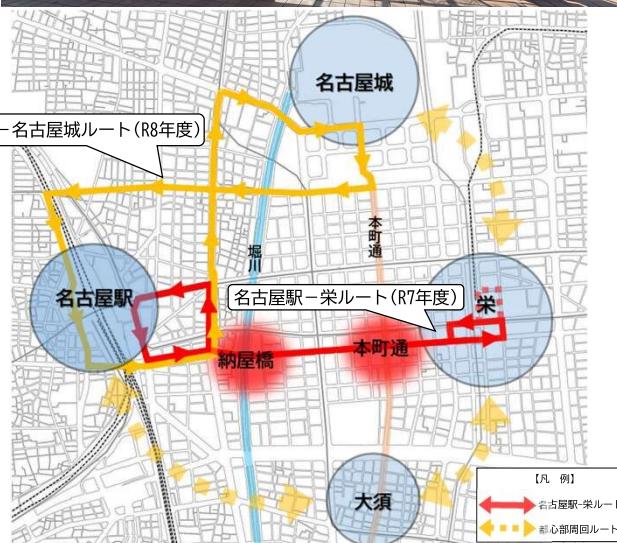 名古屋城
－名古屋城ルート(R8年度)
堀川
本町通
名古屋駅
名古屋駅－栄ルート(R7年度)
栄
納屋橋
本町通
大須
【凡 例】
名古屋駅-栄ルート
都心部周回ルート